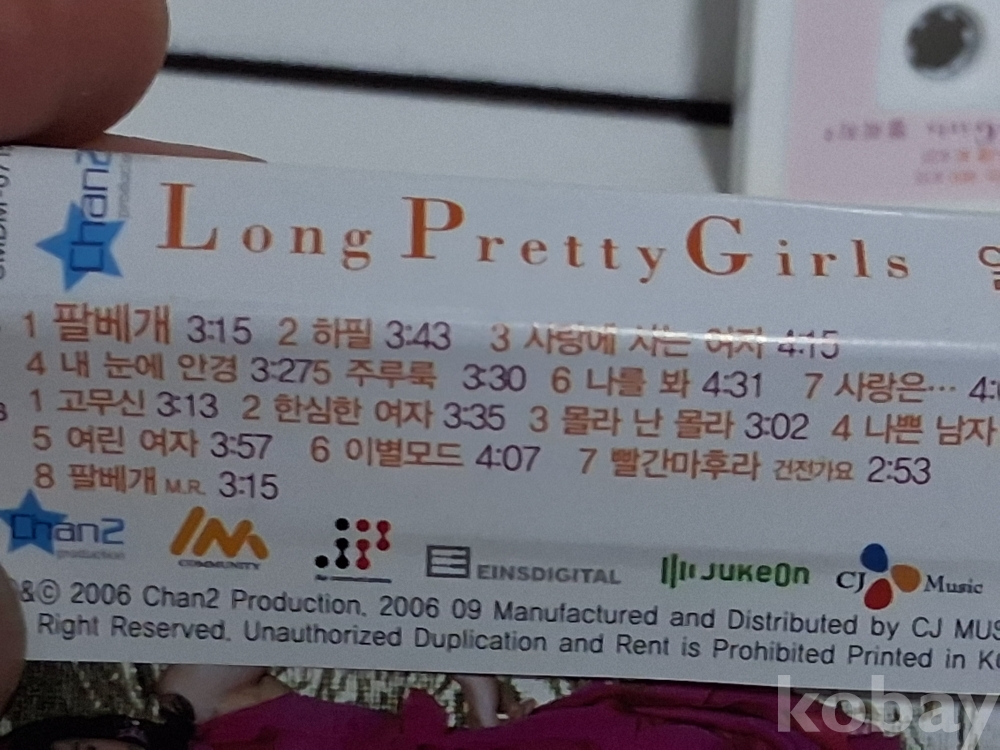 chan2
Long Pretty Girls
1 팔베개 3:15 2 하필 3:43 3 사랑에 사는 여자 4:15
4 내 눈에 안경 3:27 5 주루룩 3:30 6 나를 봐 4:31 7 사랑은…
1 고무신 3:13 2 한심한 여자 3:35 3 몰라 난 몰라 3:02 4 나쁜 남자
5 여린 여자 3:57 6 이별모드 4:07 7 빨간마후라 건전가요 2:53
8 팔베개 M.R. 3:15
Chan2 production IM COMMUNITY EINSDIGITAL JUKEON CJ Music
&© 2006 Chan2 Production. 2006 09 Manufactured and Distributed by CJ
Right Reserved. Unauthorized Duplication and Rent is Prohibited Printed in
kobay